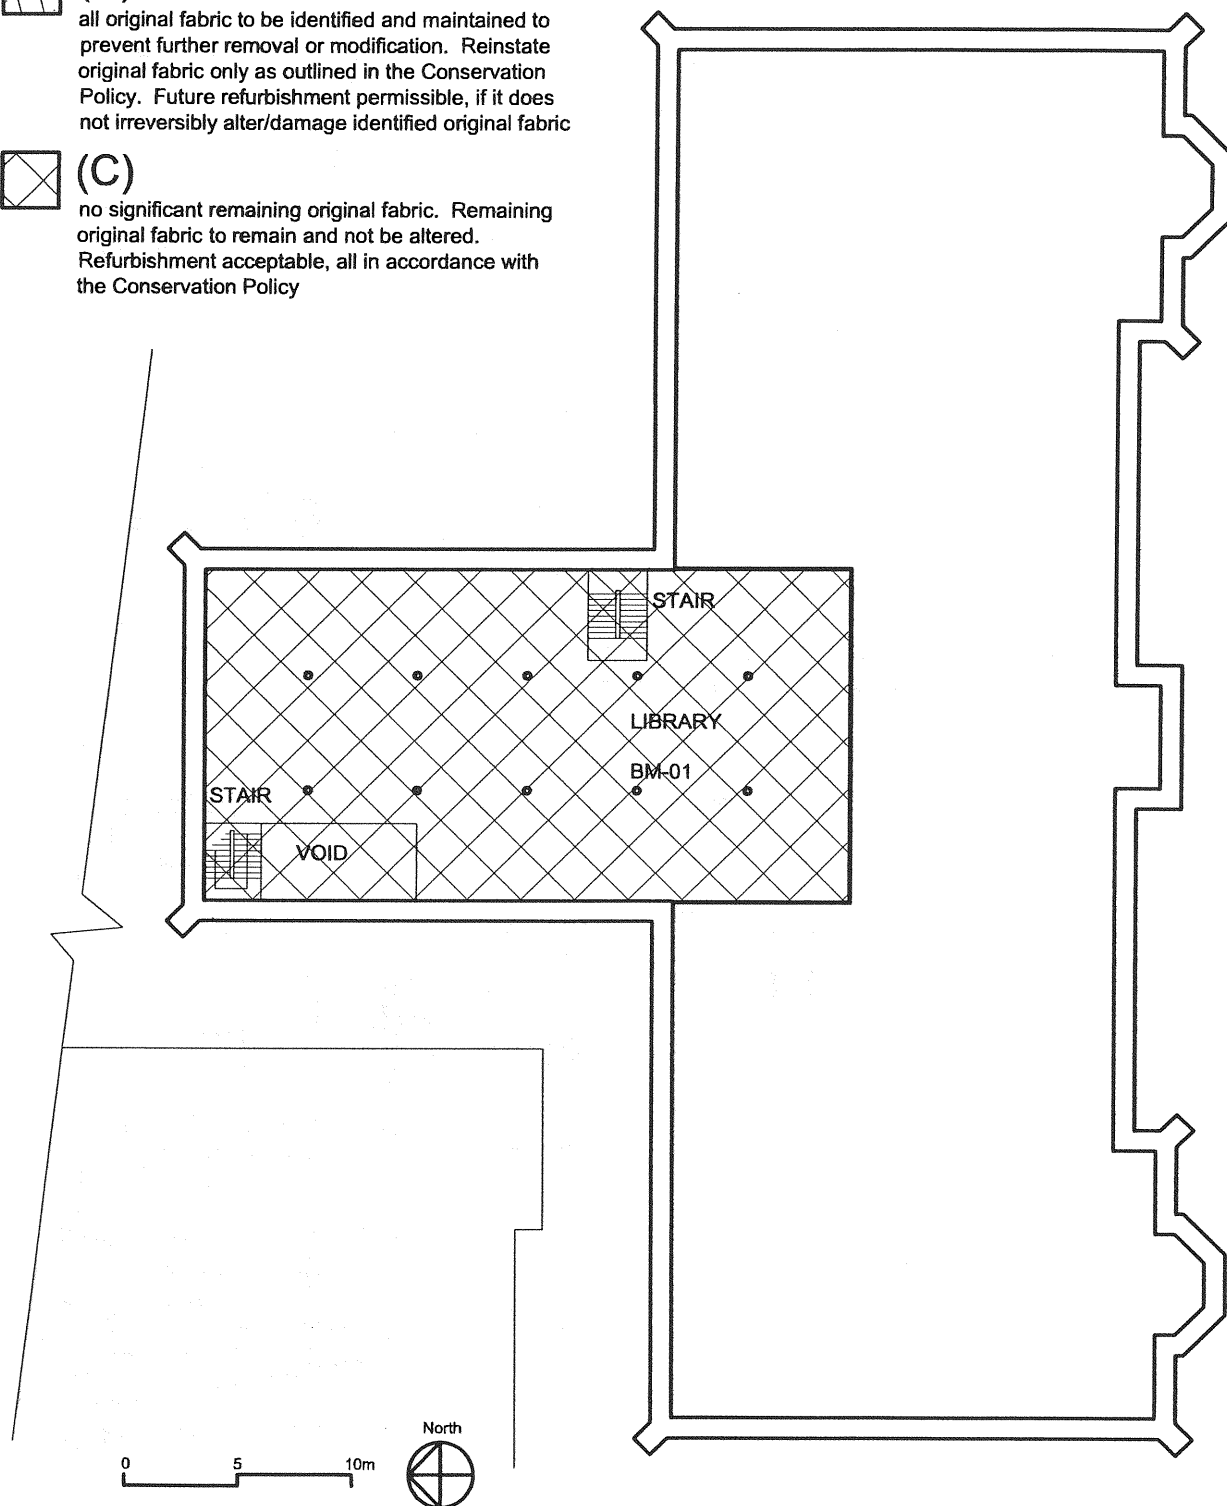 all original fabric to be identified and maintained to
prevent further removal or modification. Reinstate
original fabric only as outlined in the Conservation
Policy. Future refurbishment permissible, if it does
not irreversibly alter/damage identified original fabric
(C)
no significant remaining original fabric. Remaining
original fabric to remain and not be altered.
Refurbishment acceptable, all in accordance with
the Conservation Policy
STAIR
LIBRARY
BM-01
STAIR
VOID
North
0 5 10m